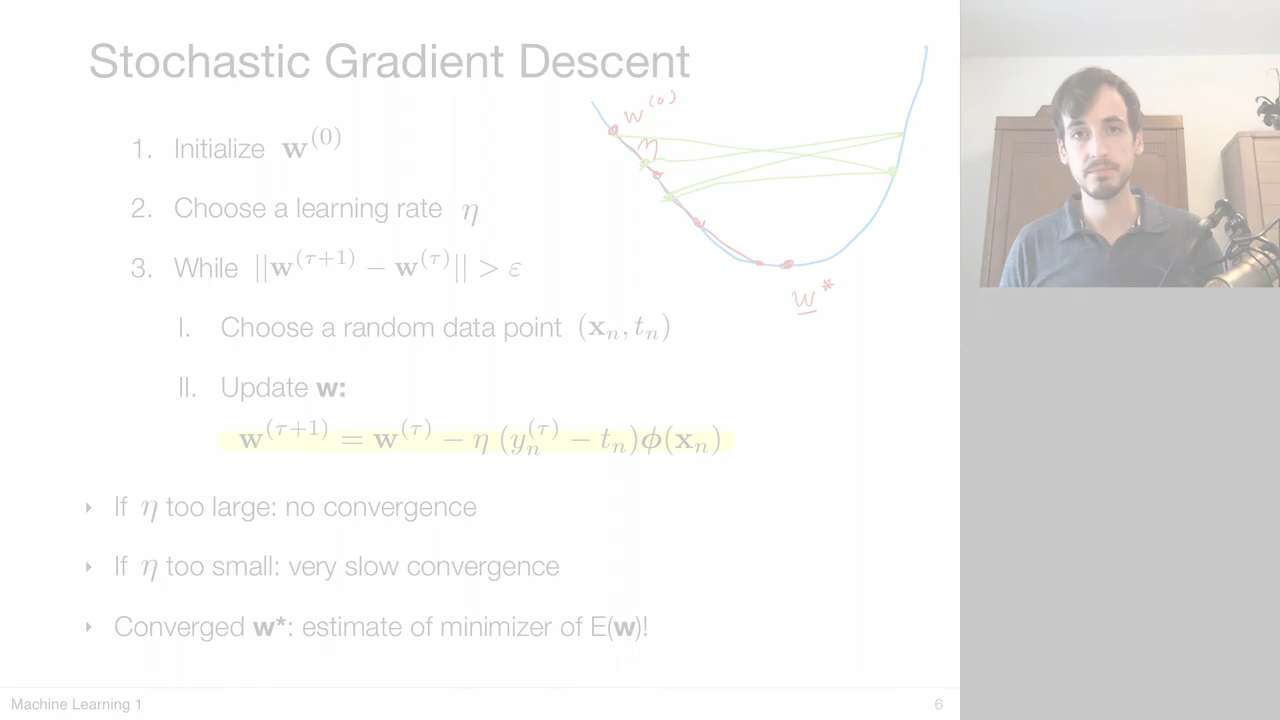 Stochastic Gradient Descent
1. Initialize w^(0)
2. Choose a learning rate η
3. While ||w^(τ+1) − w^(τ)|| > ε
I. Choose a random data point (x_n, t_n)
II. Update w:
w^(τ+1) = w^(τ) − η (y_n^(τ) − t_n)ϕ(x_n)
‣ If η too large: no convergence
‣ If η too small: very slow convergence
‣ Converged w*: estimate of minimizer of E(w)!
w^(0)
η
w*
Machine Learning 1
6